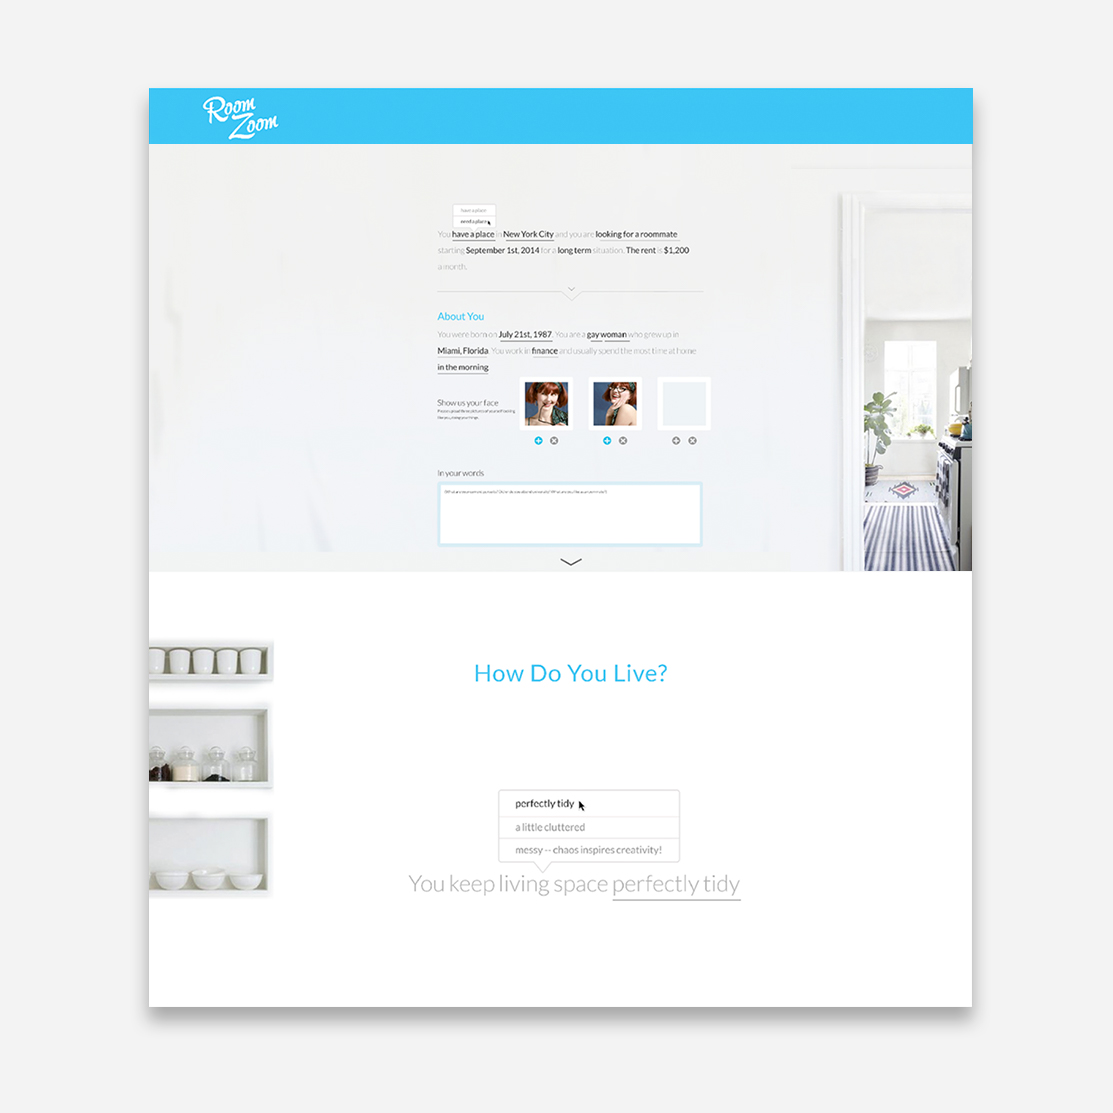 Room
Zoom
have a place
need a place
You have a place in New York City and you are looking for a roommate
starting September 1st, 2014 for a long term situation. The rent is $1,200
a month.
About You
You were born on July 21st, 1987. You are a gay woman who grew up in
Miami, Florida. You work in finance and usually spend the most time at home
in the morning
Show us your face
In your words
How Do You Live?
perfectly tidy
a little cluttered
messy -- chaos inspires creativity!
You keep living space perfectly tidy